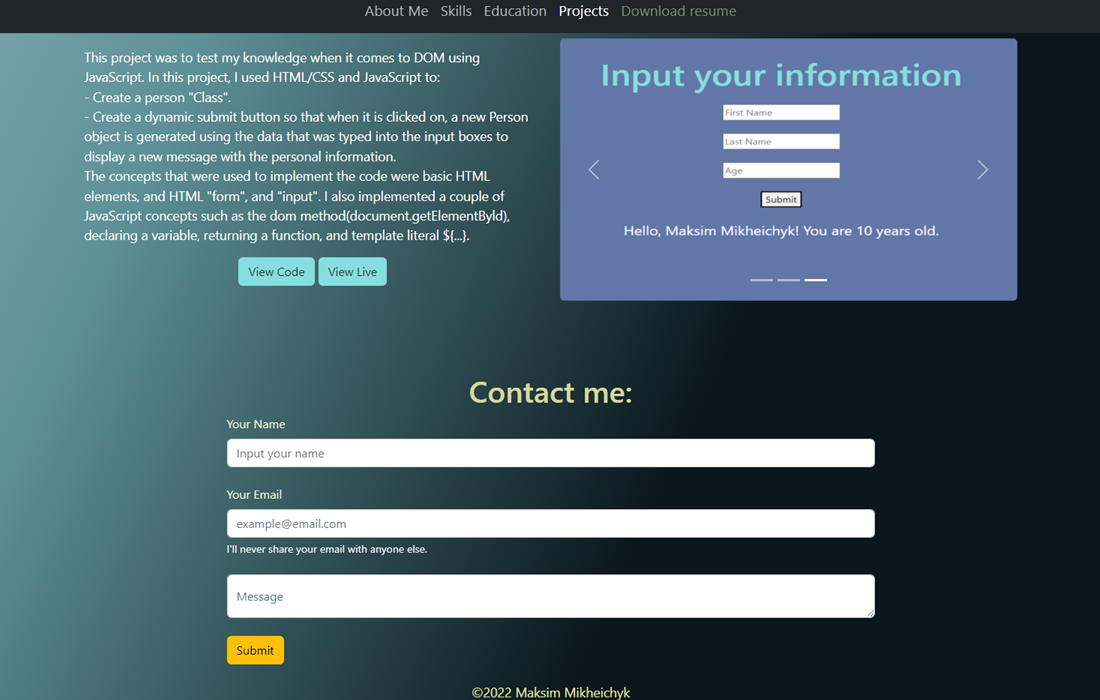 About Me Skills Education Projects Download resume
This project was to test my knowledge when it comes to DOM using
JavaScript. In this project, I used HTML/CSS and JavaScript to:
- Create a person "Class".
- Create a dynamic submit button so that when it is clicked on, a new Person
object is generated using the data that was typed into the input boxes to
display a new message with the personal information.
The concepts that were used to implement the code were basic HTML
elements, and HTML "form", and "input". I also implemented a couple of
JavaScript concepts such as the dom method(document.getElementById),
declaring a variable, returning a function, and template literal ${...}.
View Code View Live
Input your information
First Name
Last Name
Age
Submit
Hello, Maksim Mikheichyk! You are 10 years old.
Contact me:
Your Name
Input your name
Your Email
example@email.com
I'll never share your email with anyone else.
Message
Submit
©2022 Maksim Mikheichyk